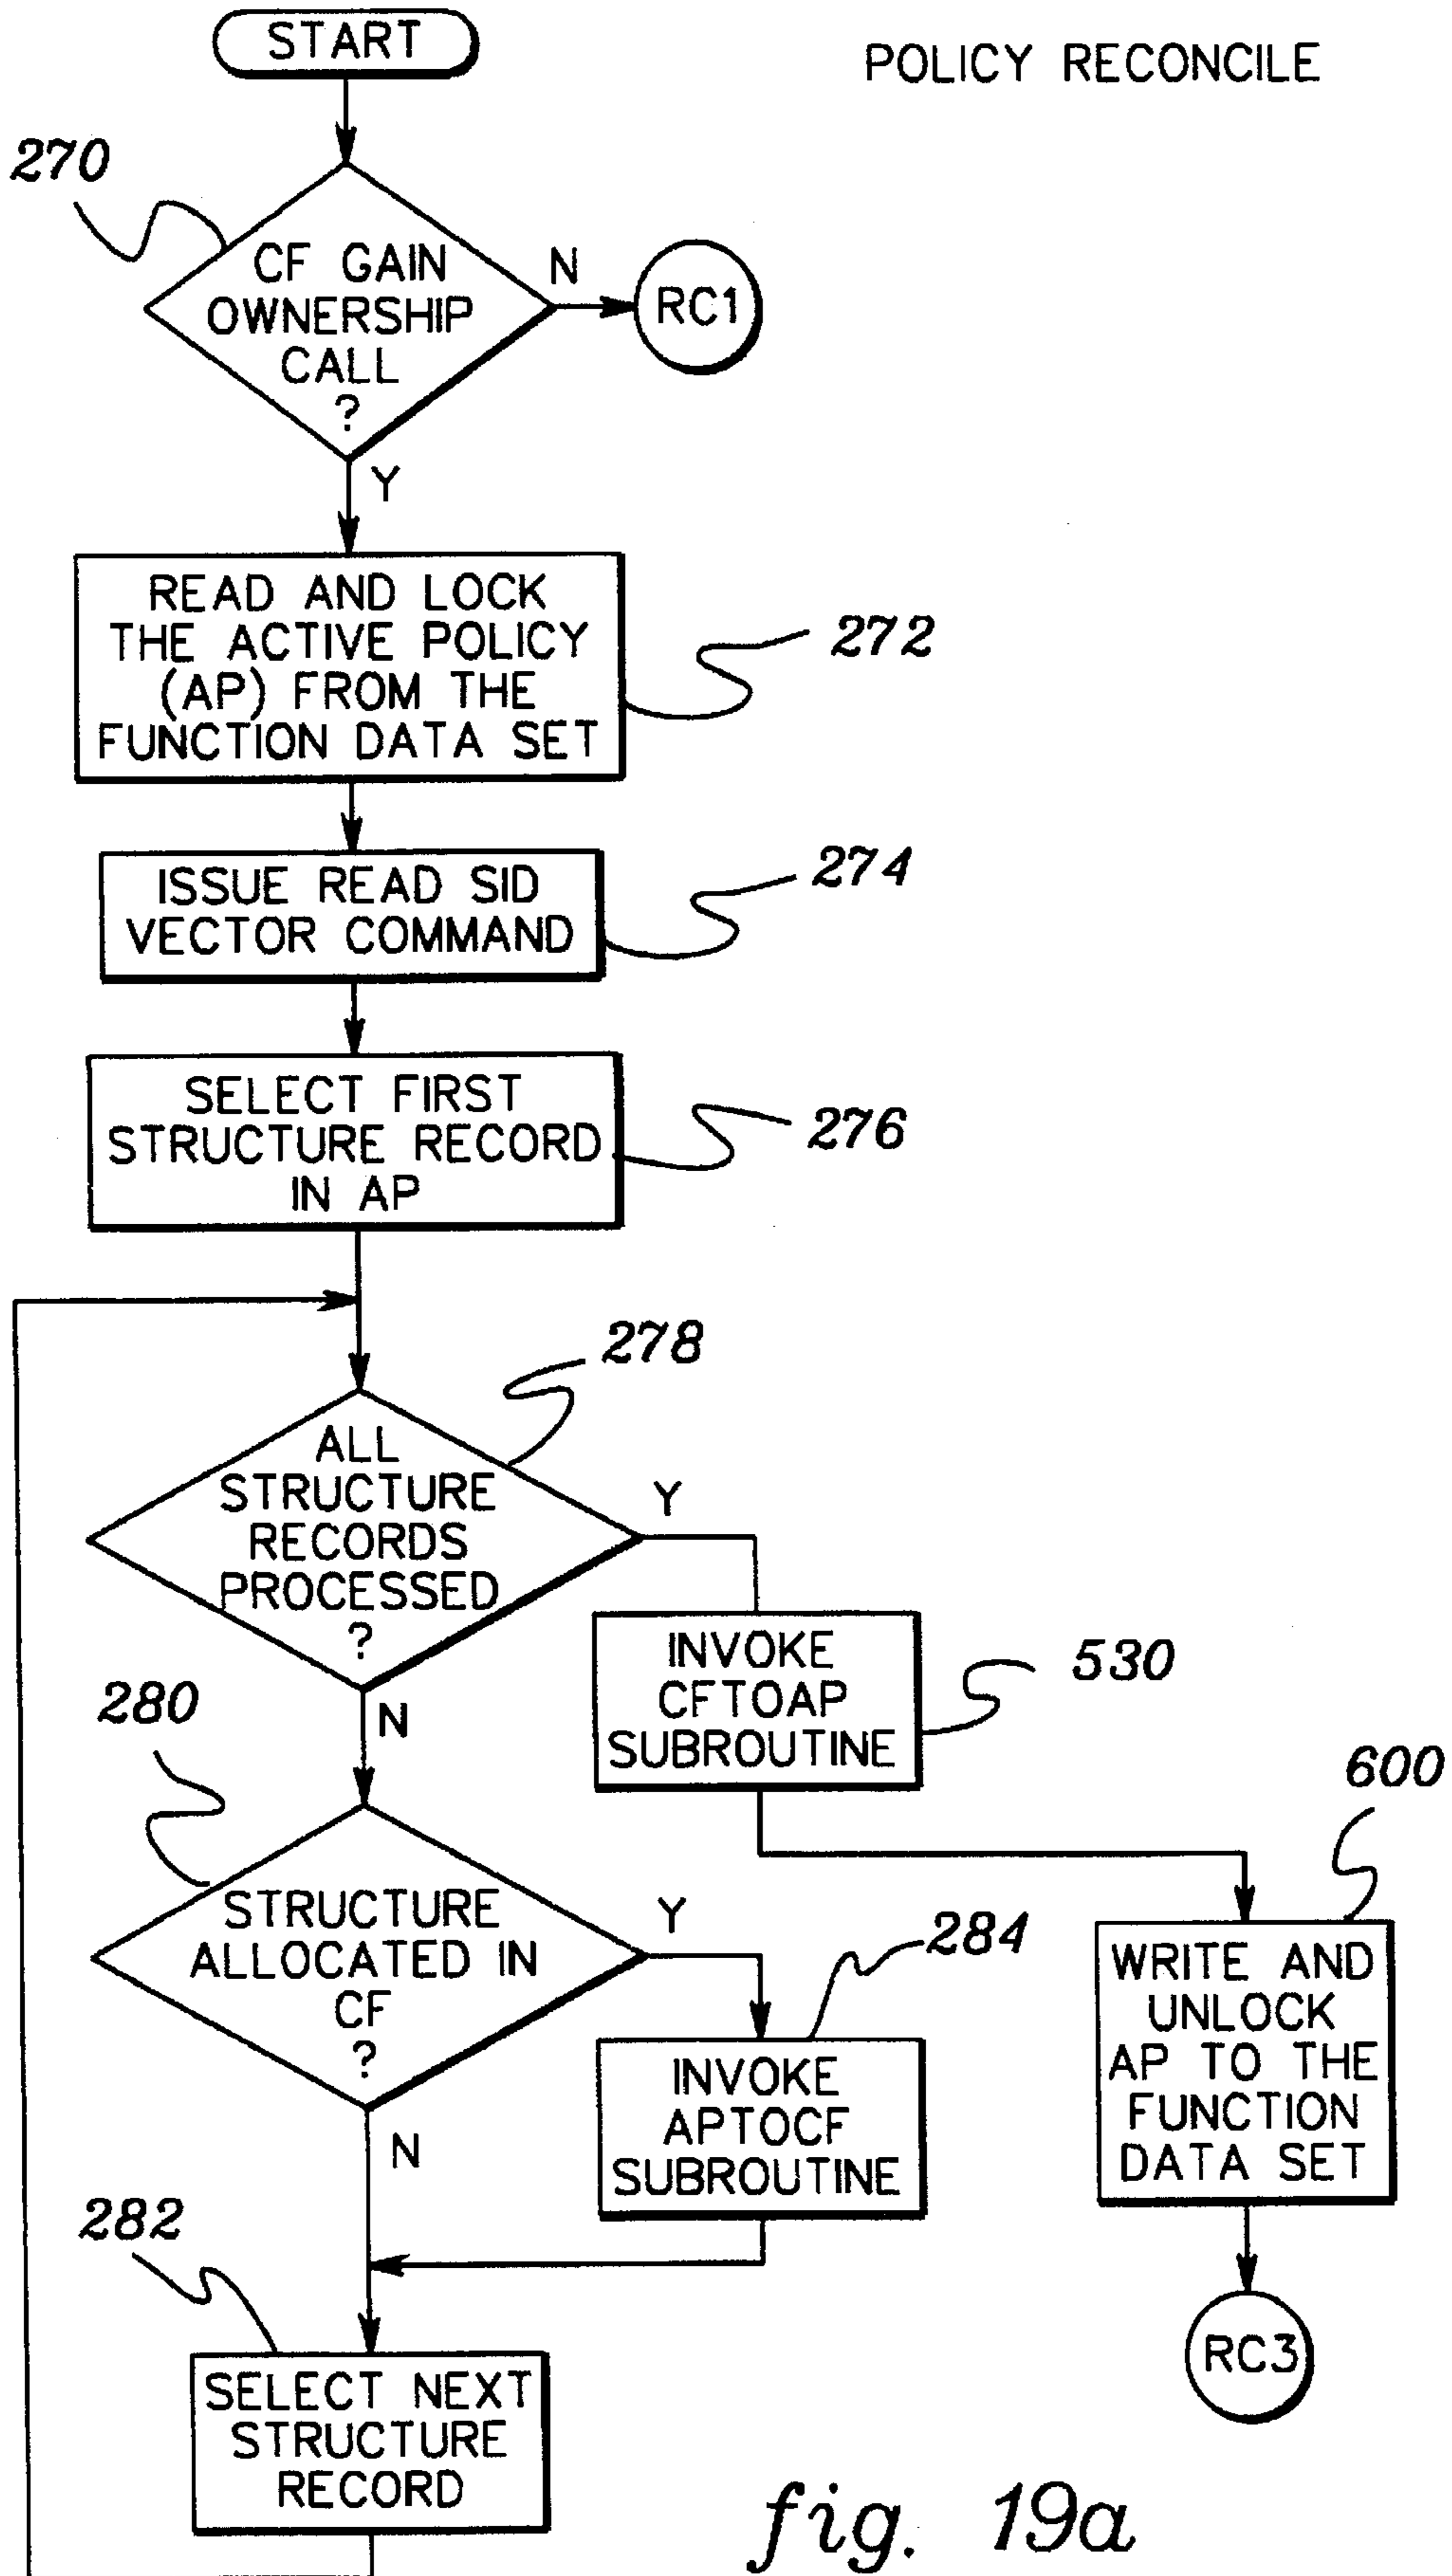 START
POLICY RECONCILE
270
CF GAIN
OWNERSHIP
CALL
?
N
RC1
Y
READ AND LOCK
THE ACTIVE POLICY
(AP) FROM THE
FUNCTION DATA SET
272
ISSUE READ SID
VECTOR COMMAND
274
SELECT FIRST
STRUCTURE RECORD
IN AP
276
278
ALL
STRUCTURE
RECORDS
PROCESSED
?
Y
N
INVOKE
CFTOAP
SUBROUTINE
530
280
600
STRUCTURE
ALLOCATED IN
CF
?
Y
N
284
INVOKE
APTOCF
SUBROUTINE
WRITE AND
UNLOCK
AP TO THE
FUNCTION
DATA SET
282
SELECT NEXT
STRUCTURE
RECORD
RC3
fig. 19a